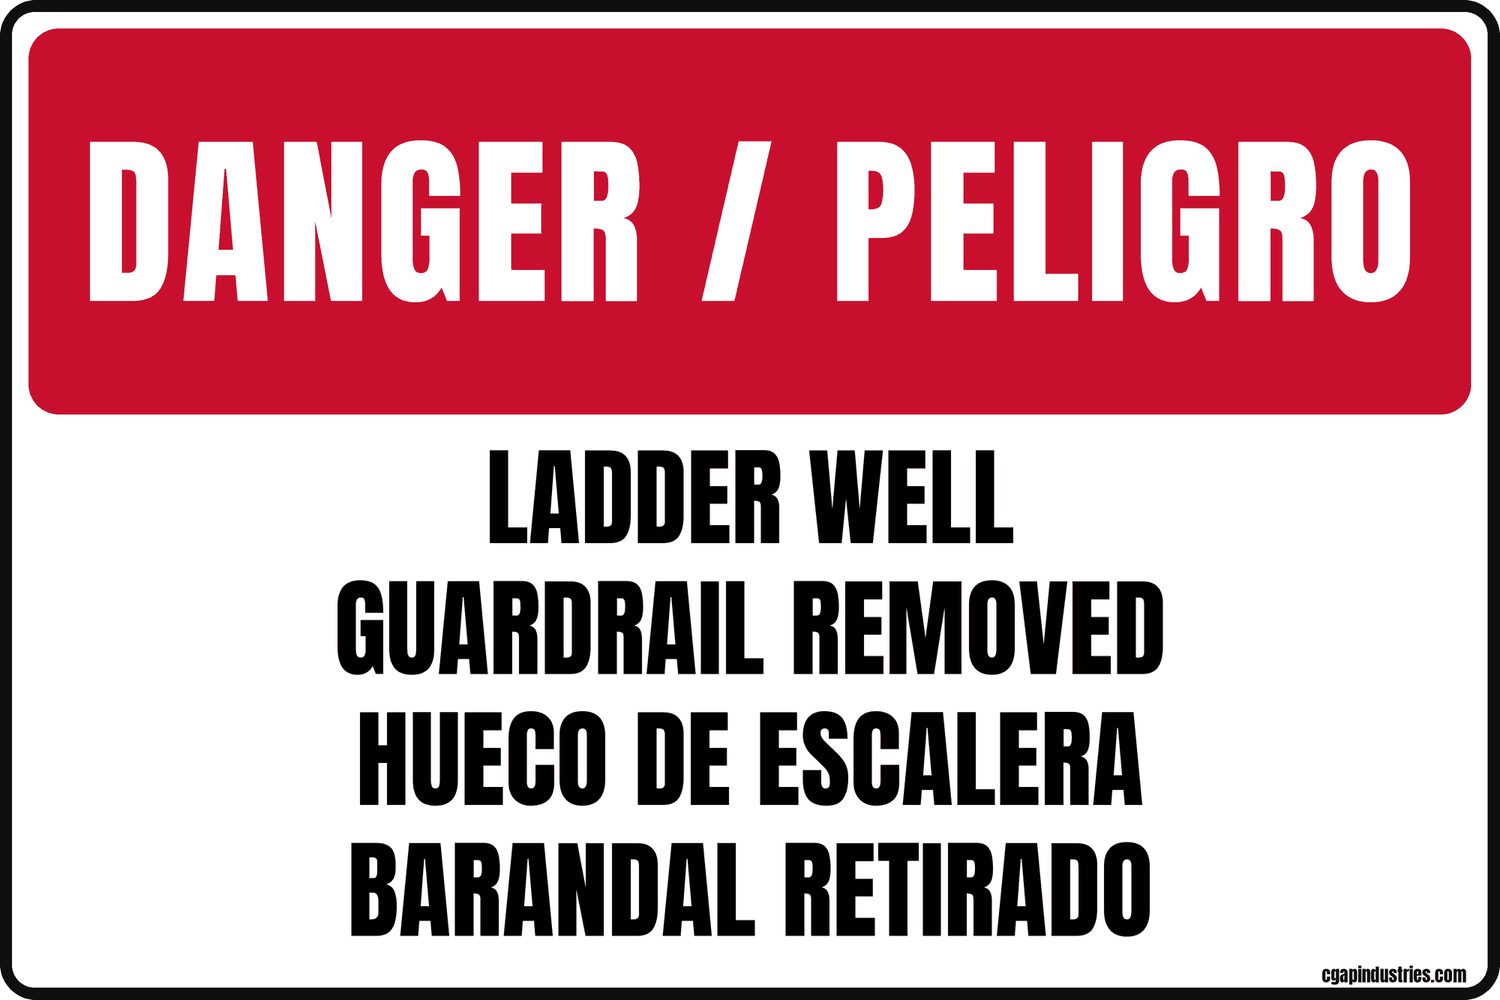 DANGER / PELIGRO
LADDER WELL
GUARDRAIL REMOVED
HUECO DE ESCALERA
BARANDAL RETIRADO
cgapindustries.com